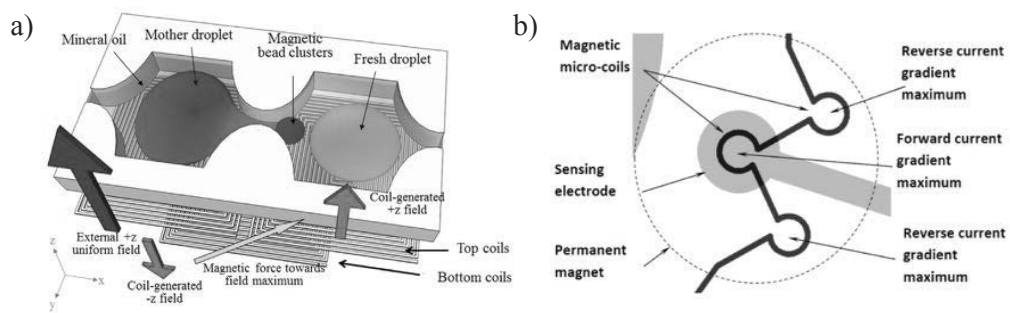 a)
Mineral oil
Mother droplet
Magnetic
bead clusters
Fresh droplet
Coil-generated
+z field
External +z
uniform field
Coil-generated
-z field
Magnetic force towards
field maximum
Top coils
Bottom coils
z
x
y
b)
Magnetic
micro-coils
Sensing
electrode
Permanent
magnet
Reverse current
gradient
maximum
Forward current
gradient
maximum
Reverse current
gradient
maximum